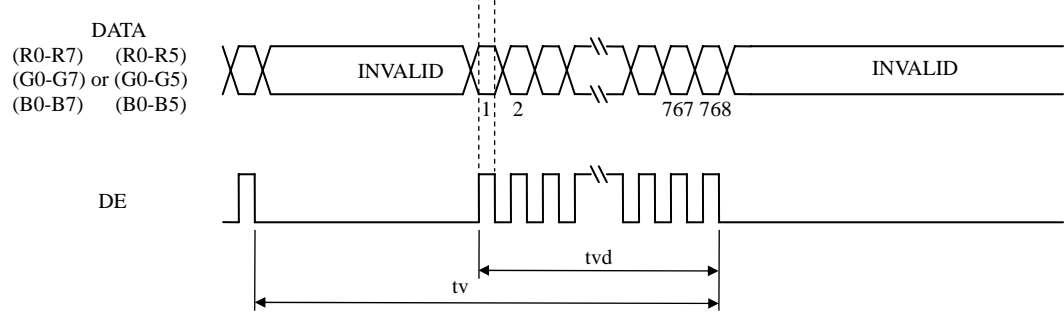 DATA
(R0-R7) (R0-R5)
(G0-G7) or (G0-G5)
(B0-B7) (B0-B5)
INVALID
INVALID
1 2 767 768
DE
tvd
tv